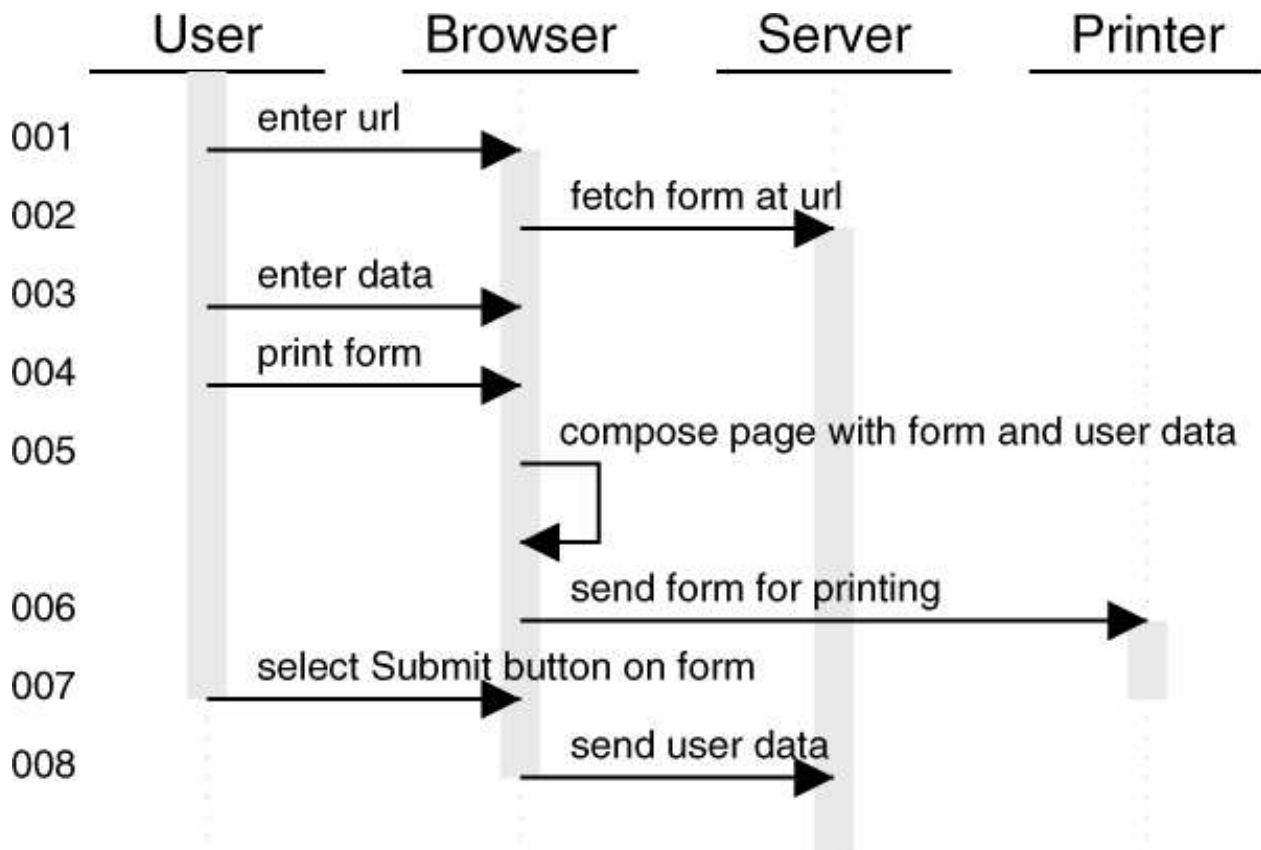 User Browser Server Printer
001 enter url
002 fetch form at url
003 enter data
004 print form
005 compose page with form and user data
006 send form for printing
007 select Submit button on form
008 send user data